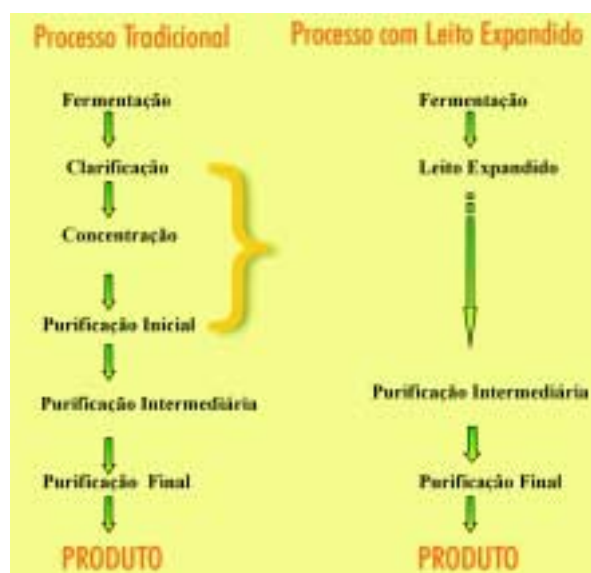 Processo Tradicional
Fermentação
Clarificação
Concentração
Purificação Inicial
Purificação Intermediária
Purificação Final
PRODUTO
Processo com Leito Expandido
Fermentação
Leito Expandido
Purificação Intermediária
Purificação Final
PRODUTO